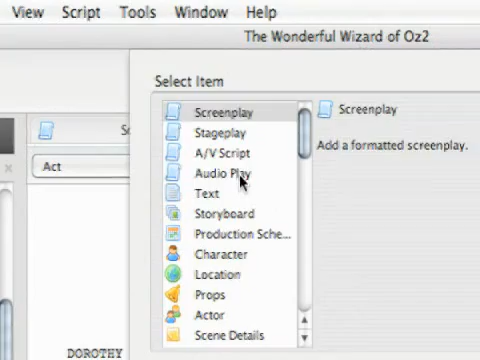 View Script Tools Window Help
The Wonderful Wizard of Oz2
Select Item
Screenplay
Stageplay
A/V Script
Audio Play
Text
Storyboard
Production Sche...
Character
Location
Props
Actor
Scene Details
Screenplay
Add a formatted screenplay.
Act
DOROTHY